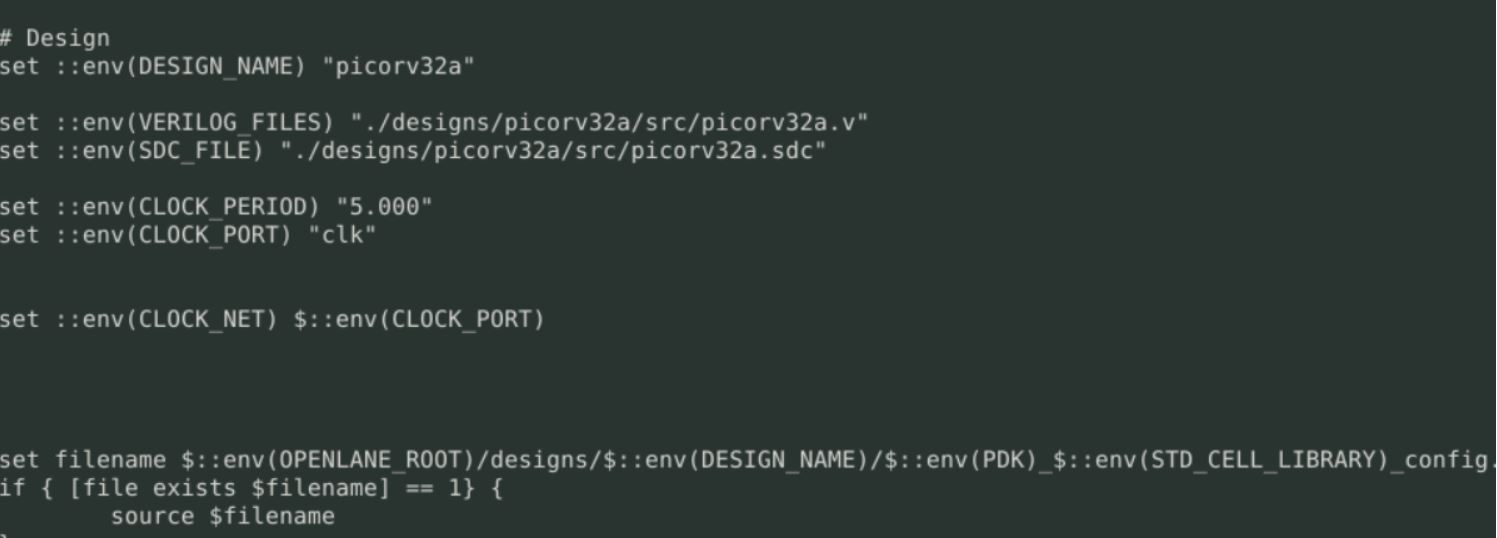 # Design
set ::env(DESIGN_NAME) "picorv32a"
set ::env(VERILOG_FILES) "./designs/picorv32a/src/picorv32a.v"
set ::env(SDC_FILE) "./designs/picorv32a/src/picorv32a.sdc"
set ::env(CLOCK_PERIOD) "5.000"
set ::env(CLOCK_PORT) "clk"
set ::env(CLOCK_NET) $::env(CLOCK_PORT)
set filename $::env(OPENLANE_ROOT)/designs/$::env(DESIGN_NAME)/$::env(PDK)_$::env(STD_CELL_LIBRARY)_config.
if { [file exists $filename] == 1} {
        source $filename